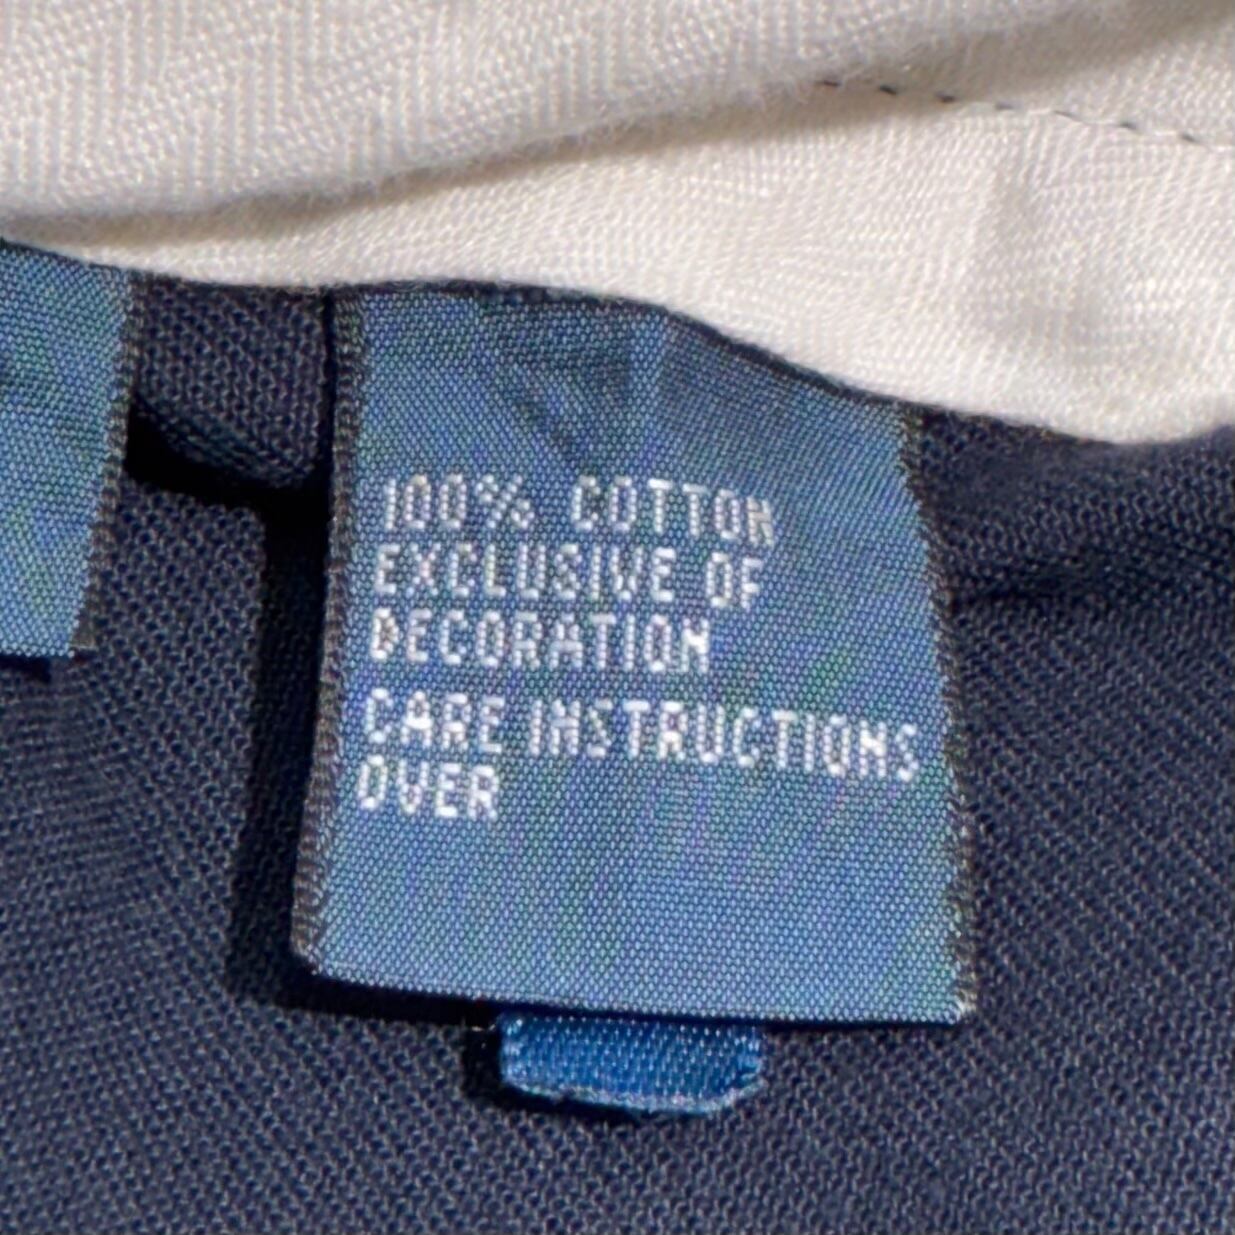 100% COTTON
EXCLUSIVE OF
DECORATION
CARE INSTRUCTIONS
OVER